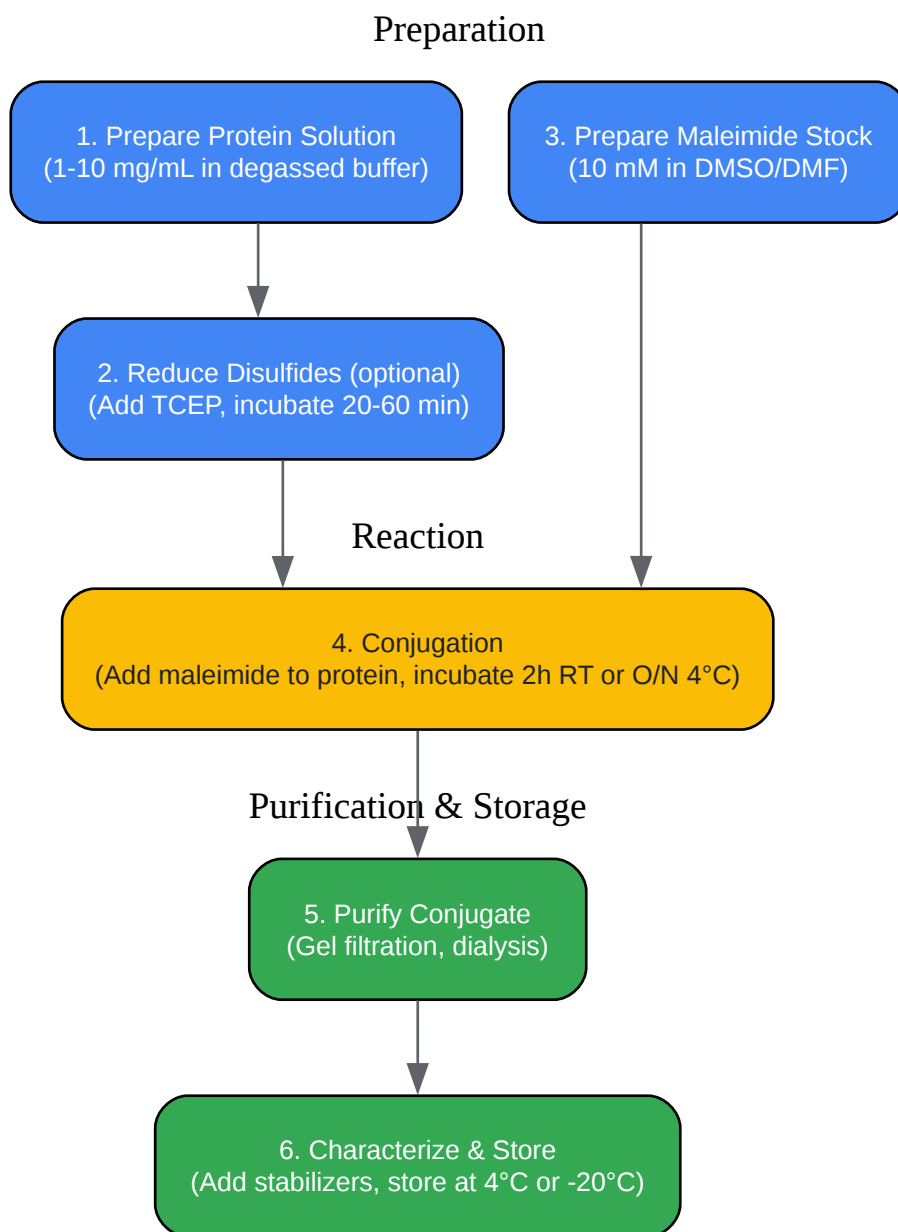 Preparation
1. Prepare Protein Solution
(1-10 mg/mL in degassed buffer)
3. Prepare Maleimide Stock
(10 mM in DMSO/DMF)
2. Reduce Disulfides (optional)
(Add TCEP, incubate 20-60 min)
Reaction
4. Conjugation
(Add maleimide to protein, incubate 2h RT or O/N 4°C)
Purification & Storage
5. Purify Conjugate
(Gel filtration, dialysis)
6. Characterize & Store
(Add stabilizers, store at 4°C or -20°C)